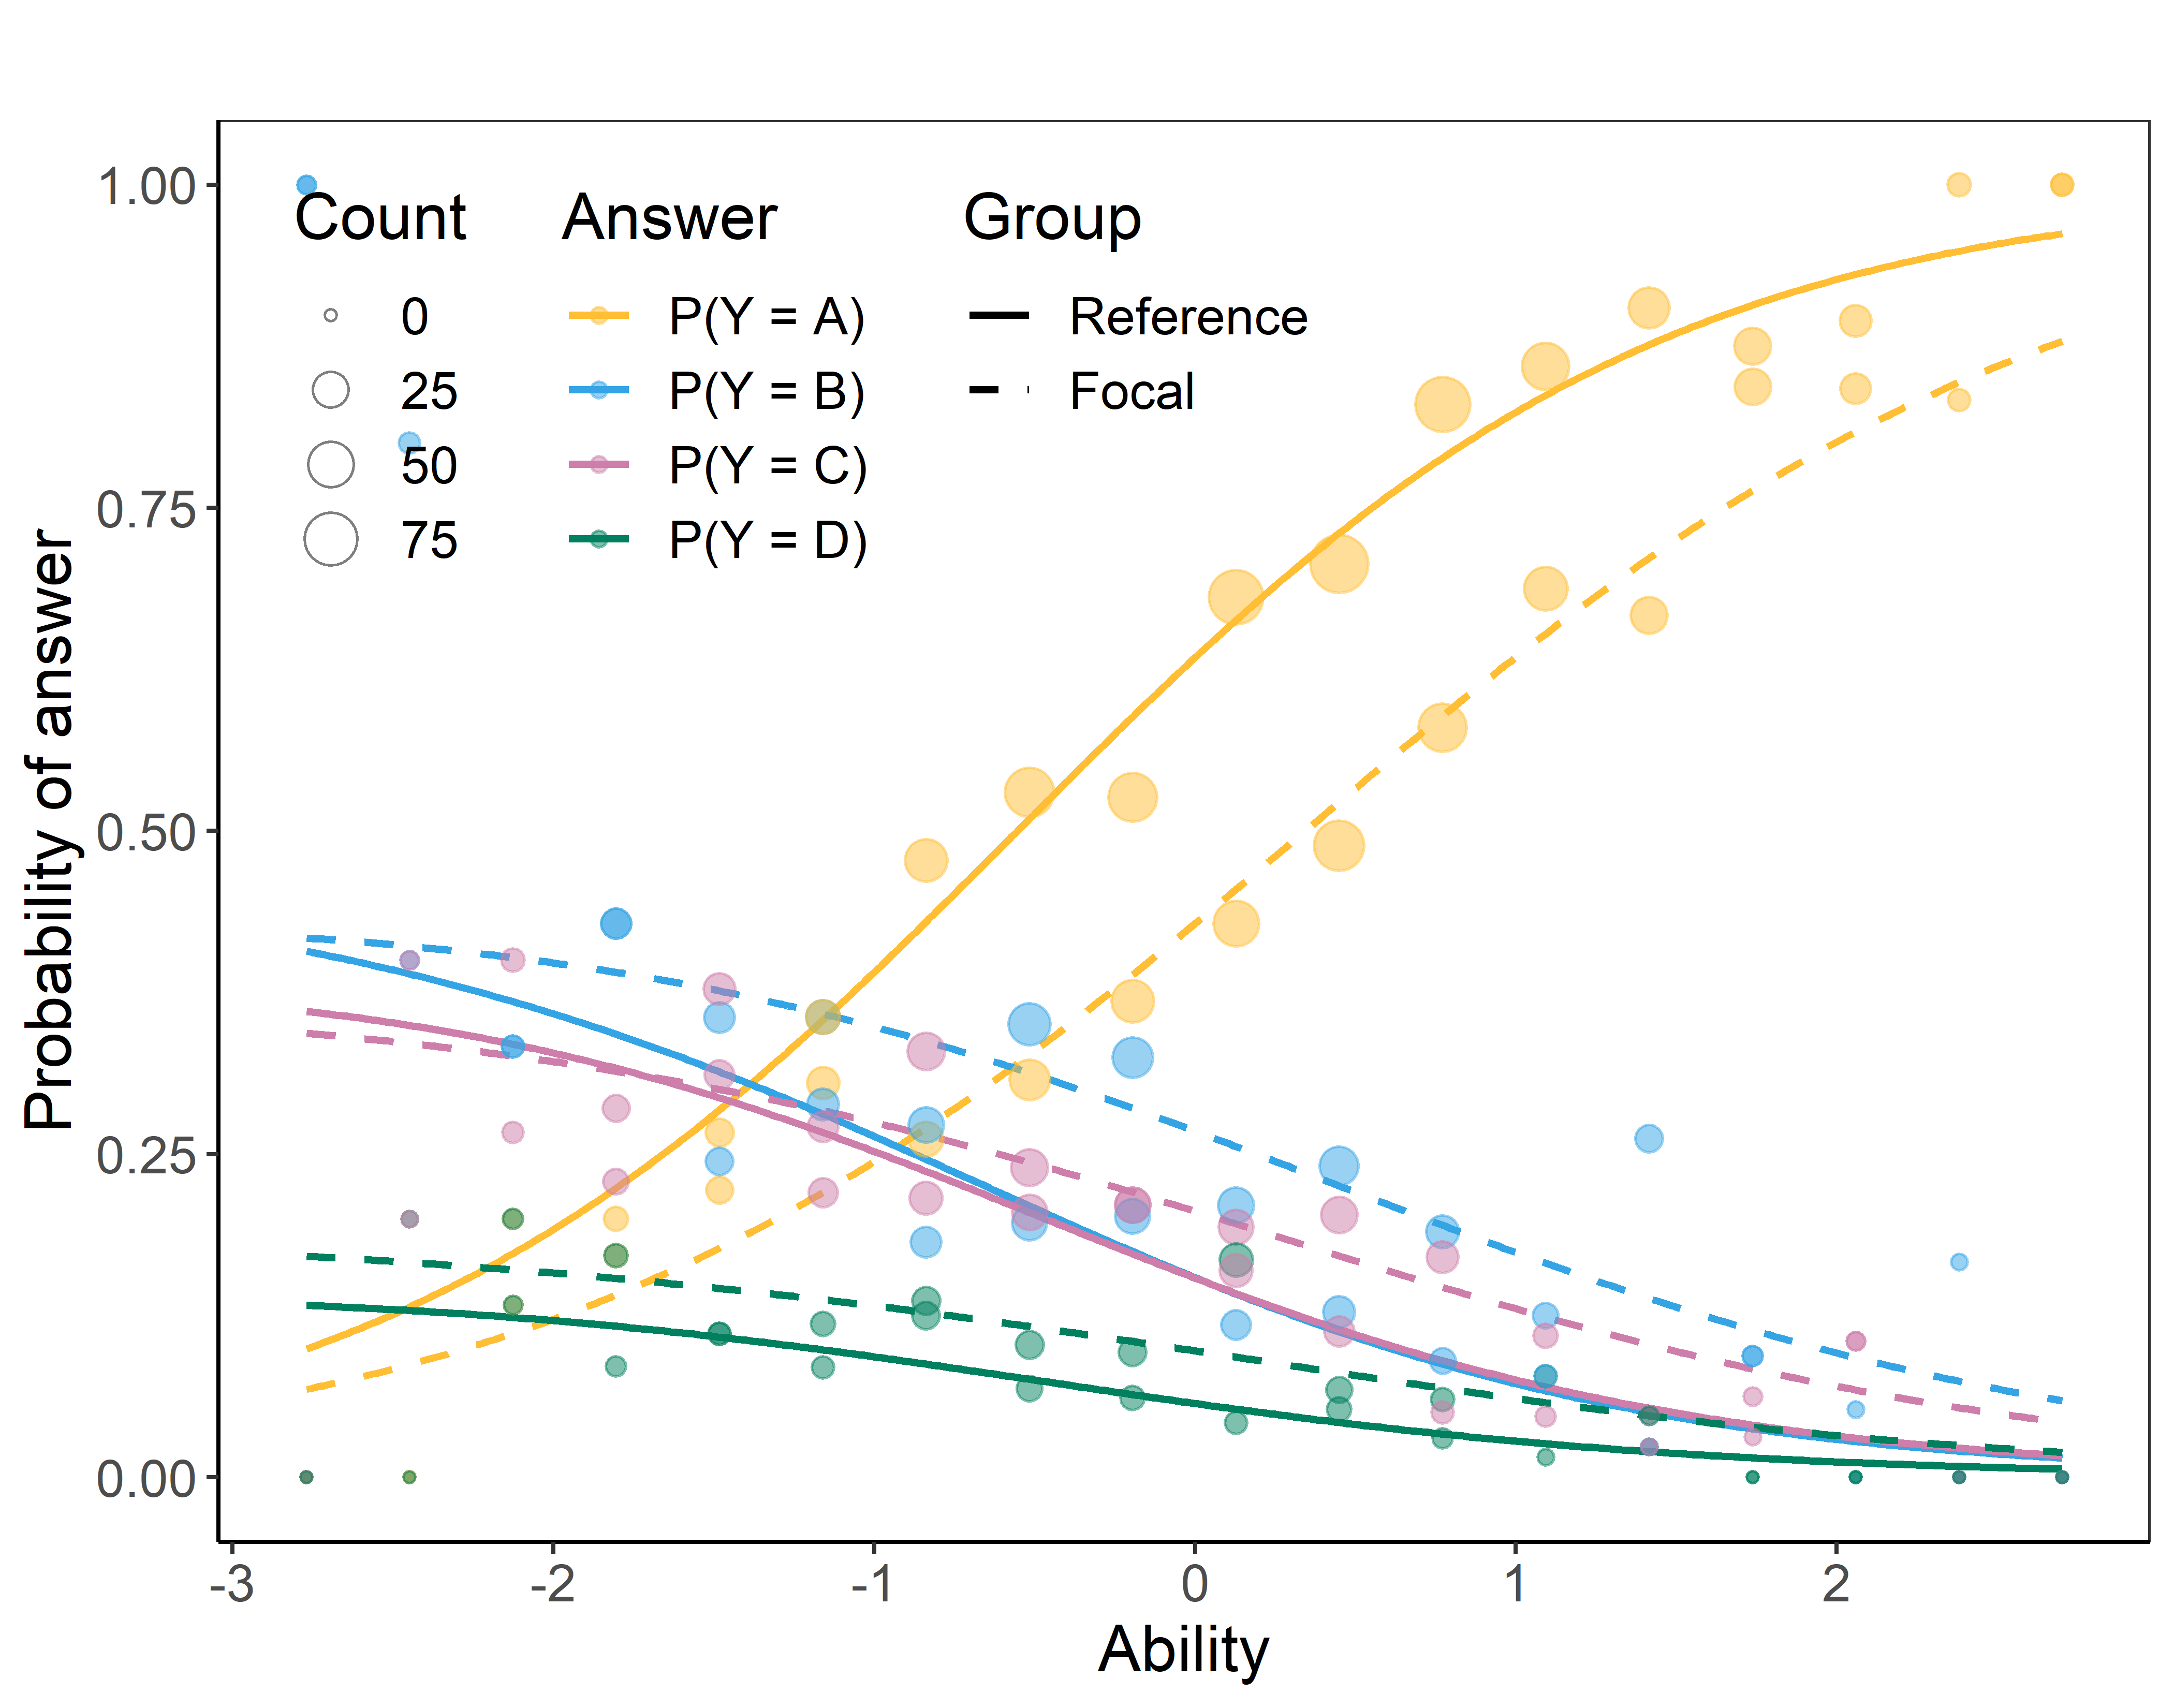 Count Answer Group
0 P(Y = A) Reference
25 P(Y = B) Focal
50 P(Y = C)
75 P(Y = D)
1.00
0.75
0.50
0.25
0.00
Probability of answer
-3 -2 -1 0 1 2
Ability